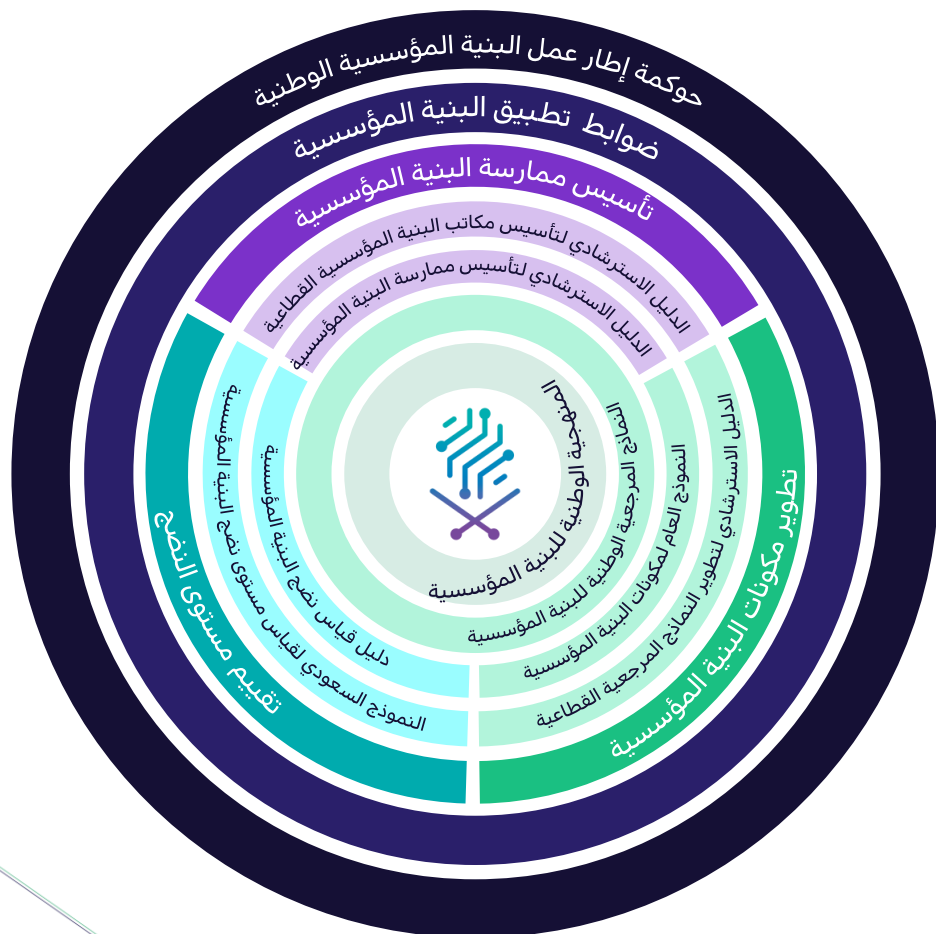 حوكمة إطار عمل البنية المؤسسية الوطنية
ضوابط تطبيق البنية المؤسسية
تأسيس ممارسة البنية المؤسسية
الدليل الاسترشادي لتأسيس مكاتب البنية المؤسسية القطاعية
الدليل الاسترشادي لتأسيس ممارسة البنية المؤسسية
تطوير مكونات البنية المؤسسية
الدليل الاسترشادي لتطوير النماذج المرجعية القطاعية
النموذج العام لمكونات البنية المؤسسية
النماذج المرجعية الوطنية للبنية المؤسسية
المنهجية الوطنية للبنية المؤسسية
دليل قياس نضج البنية المؤسسية
النموذج السعودي لقياس مستوى نضج البنية المؤسسية
تقييم مستوى النضج